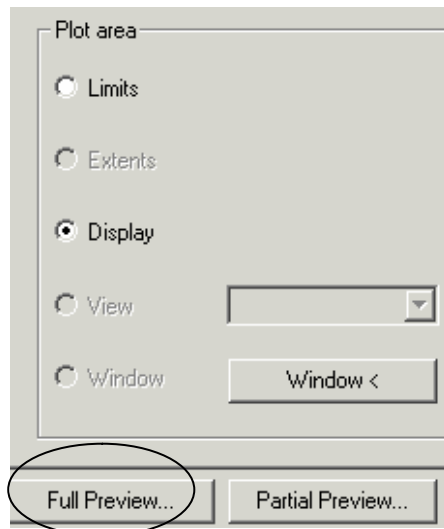 Plot area
Limits
Extents
Display
View
Window
Window <
Full Preview...
Partial Preview...